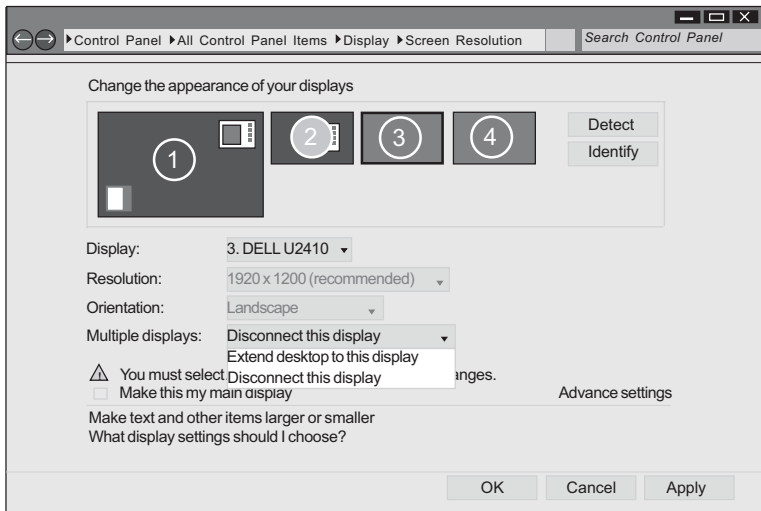 Control Panel All Control Panel Items Display Screen Resolution Search Control Panel
Change the appearance of your displays
1 2 3 4
Detect
Identify
Display: 3. DELL U2410
Resolution: 1920 x 1200 (recommended)
Orientation: Landscape
Multiple displays: Disconnect this display
Extend desktop to this display
You must select anges.
Disconnect this display
Make this my main display Advance settings
Make text and other items larger or smaller
What display settings should I choose?
OK Cancel Apply